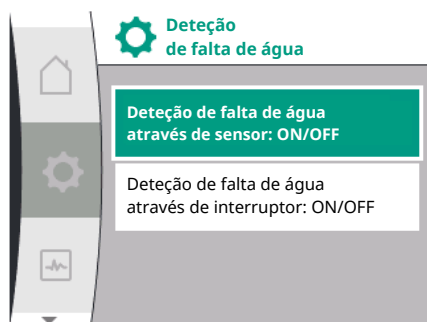 Deteção
de falta de água
Deteção de falta de água
através de sensor: ON/OFF
Deteção de falta de água
através de interruptor: ON/OFF